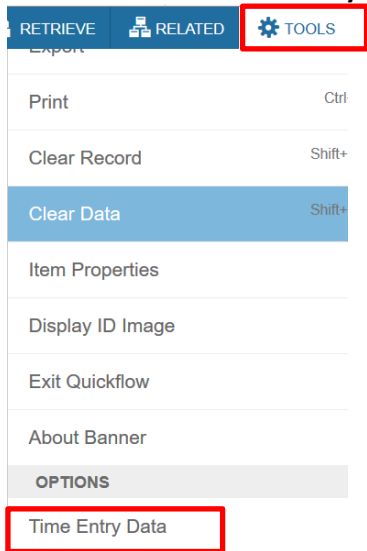 RETRIEVE RELATED TOOLS
Export
Print Ctrl
Clear Record Shift+
Clear Data Shift+
Item Properties
Display ID Image
Exit Quickflow
About Banner
OPTIONS
Time Entry Data